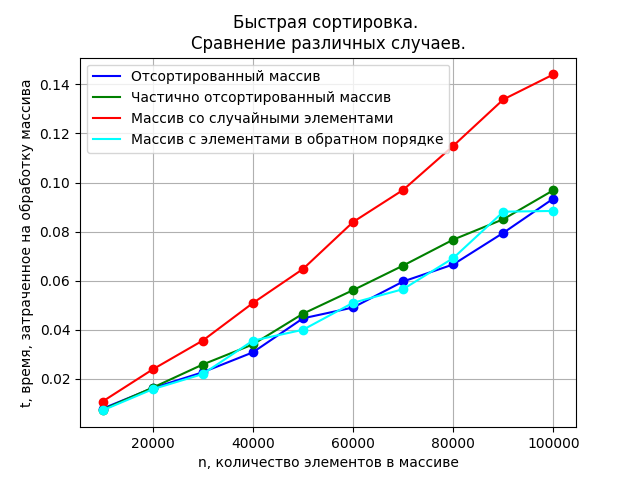 Быстрая сортировка.
Сравнение различных случаев.
Отсортированный массив
Частично отсортированный массив
Массив со случайными элементами
Массив с элементами в обратном порядке
t, время, затраченное на обработку массива
0.14
0.12
0.10
0.08
0.06
0.04
0.02
20000 40000 60000 80000 100000
n, количество элементов в массиве